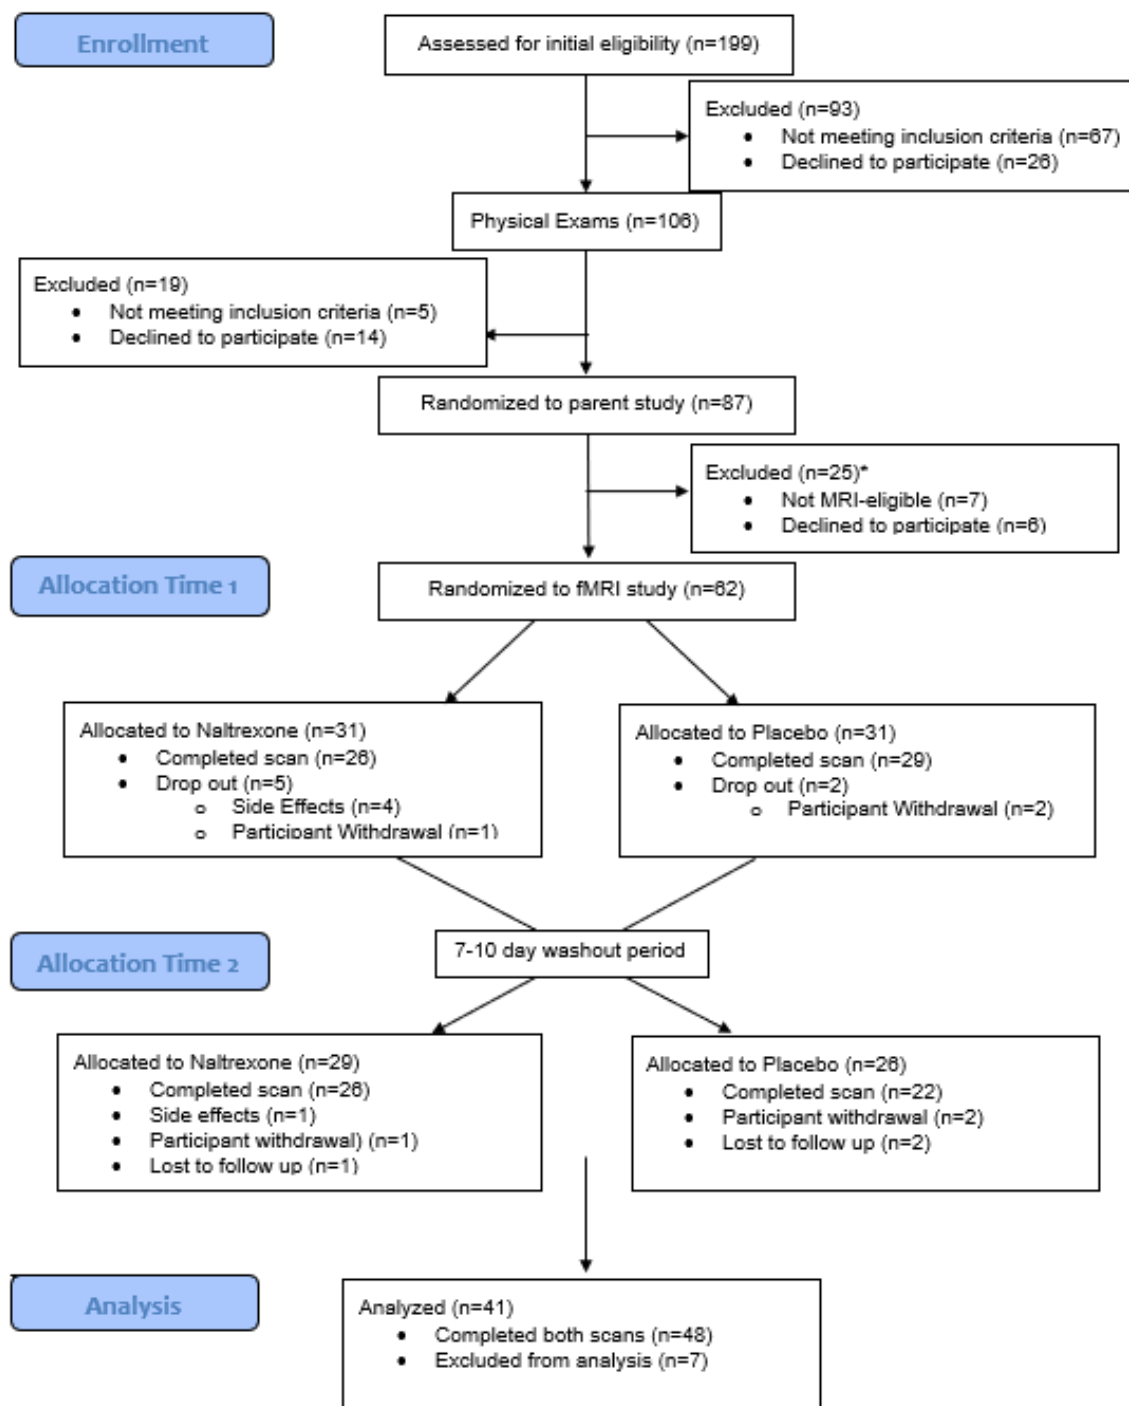 Enrollment
Assessed for initial eligibility (n=199)
Excluded (n=93)
• Not meeting inclusion criteria (n=67)
• Declined to participate (n=26)
Physical Exams (n=106)
Excluded (n=19)
• Not meeting inclusion criteria (n=5)
• Declined to participate (n=14)
Randomized to parent study (n=87)
Excluded (n=25)*
• Not MRI-eligible (n=7)
• Declined to participate (n=6)
Allocation Time 1
Randomized to fMRI study (n=62)
Allocated to Naltrexone (n=31)
• Completed scan (n=26)
• Drop out (n=5)
o Side Effects (n=4)
o Participant Withdrawal (n=1)
Allocated to Placebo (n=31)
• Completed scan (n=29)
• Drop out (n=2)
o Participant Withdrawal (n=2)
7-10 day washout period
Allocation Time 2
Allocated to Naltrexone (n=29)
• Completed scan (n=26)
• Side effects (n=1)
• Participant withdrawal) (n=1)
• Lost to follow up (n=1)
Allocated to Placebo (n=26)
• Completed scan (n=22)
• Participant withdrawal (n=2)
• Lost to follow up (n=2)
Analysis
Analyzed (n=41)
• Completed both scans (n=48)
• Excluded from analysis (n=7)